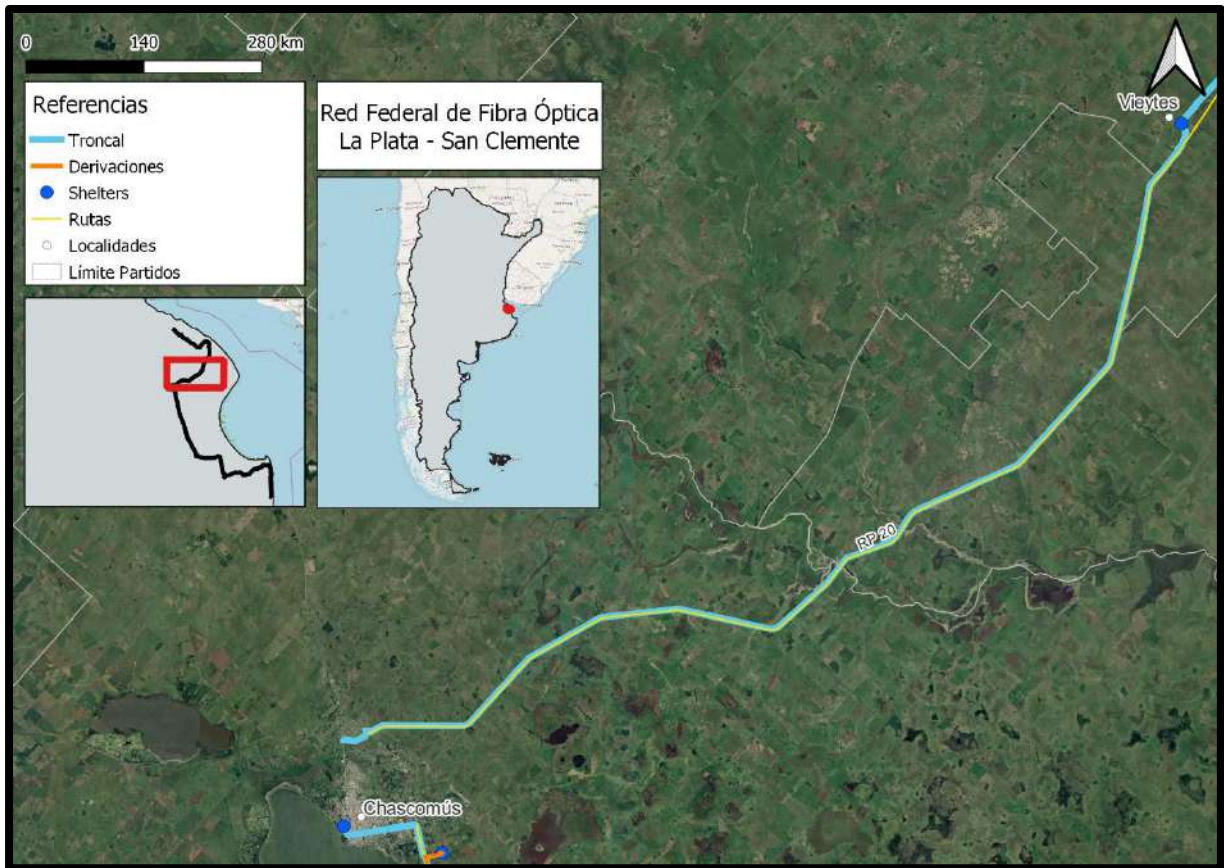 0 140 280 km
Referencias
Troncal
Derivaciones
Shelters
Rutas
Localidades
Límite Partidos
Red Federal de Fibra Óptica
La Plata - San Clemente
Vieytes
RP 20
Chascomús